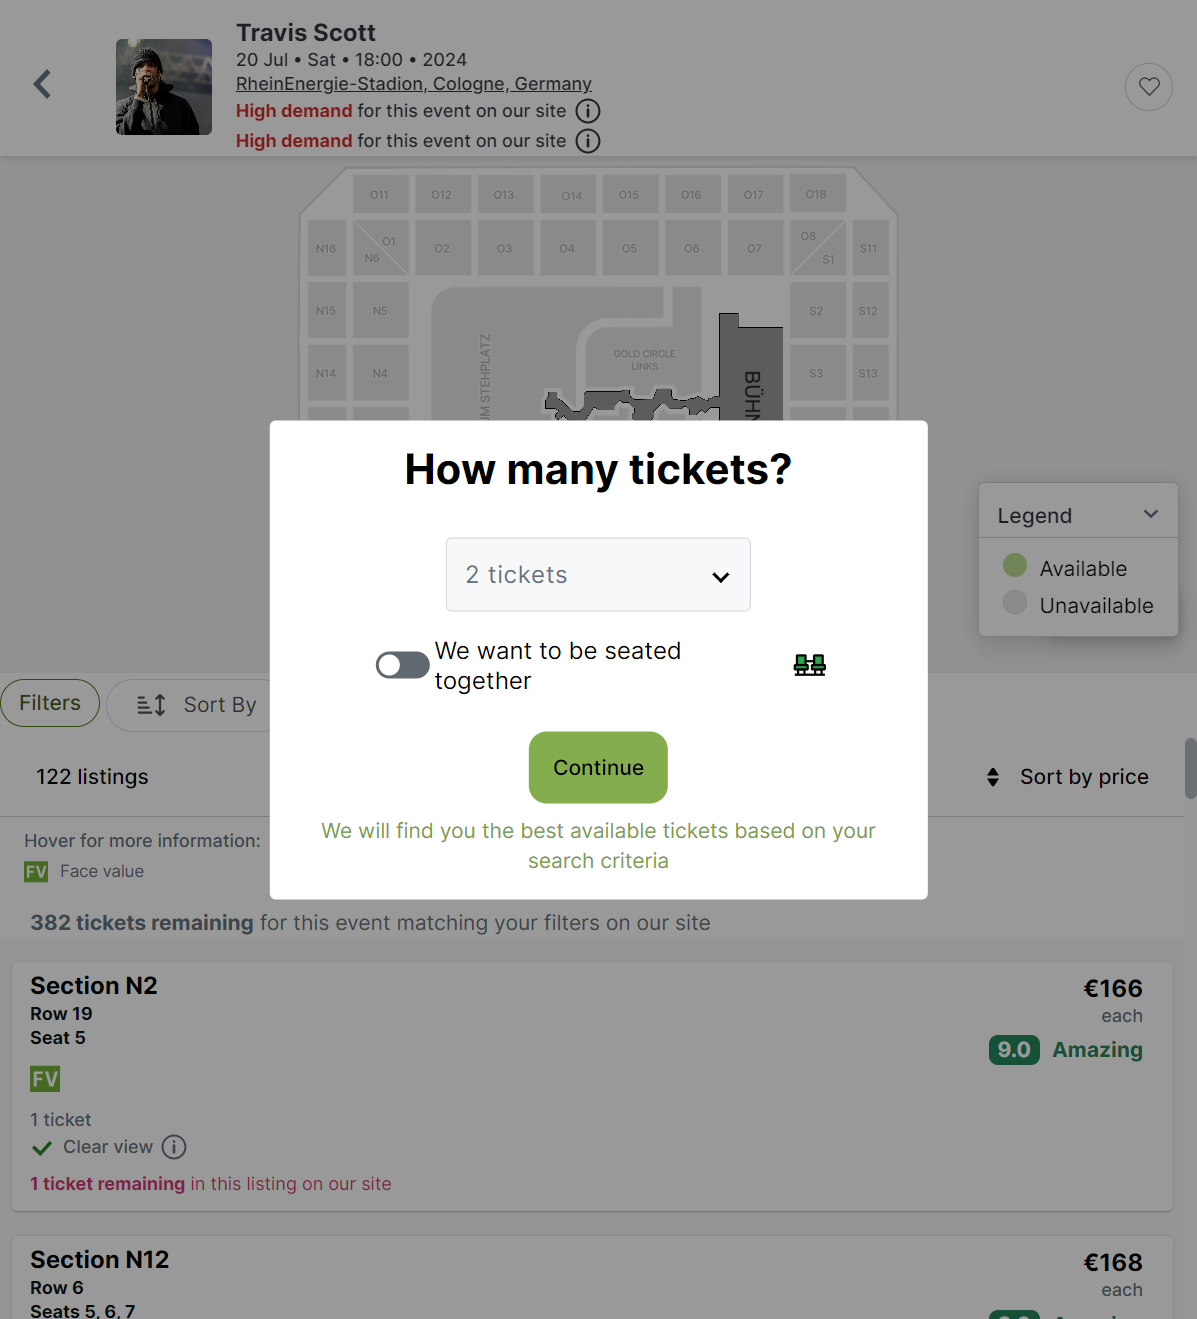 Travis Scott
20 Jul • Sat • 18:00 • 2024
RheinEnergie-Stadion, Cologne, Germany
High demand for this event on our site
High demand for this event on our site
O11 O12 O13 O14 O15 O16 O17 O18
N16 O1 N6 O2 O3 O4 O5 O6 O7 O8 S1 S11
N15 N5 S2 S12
GOLD CIRCLE
LINKS
N14 N4 S3 S13
How many tickets?
2 tickets
We want to be seated
together
Continue
We will find you the best available tickets based on your
search criteria
Legend
Available
Unavailable
Filters
Sort By
122 listings
Sort by price
Hover for more information:
FV Face value
382 tickets remaining for this event matching your filters on our site
Section N2
Row 19
Seat 5
FV
1 ticket
Clear view
1 ticket remaining in this listing on our site
€166
each
9.0 Amazing
Section N12
Row 6
Seats 5, 6, 7
€168
each